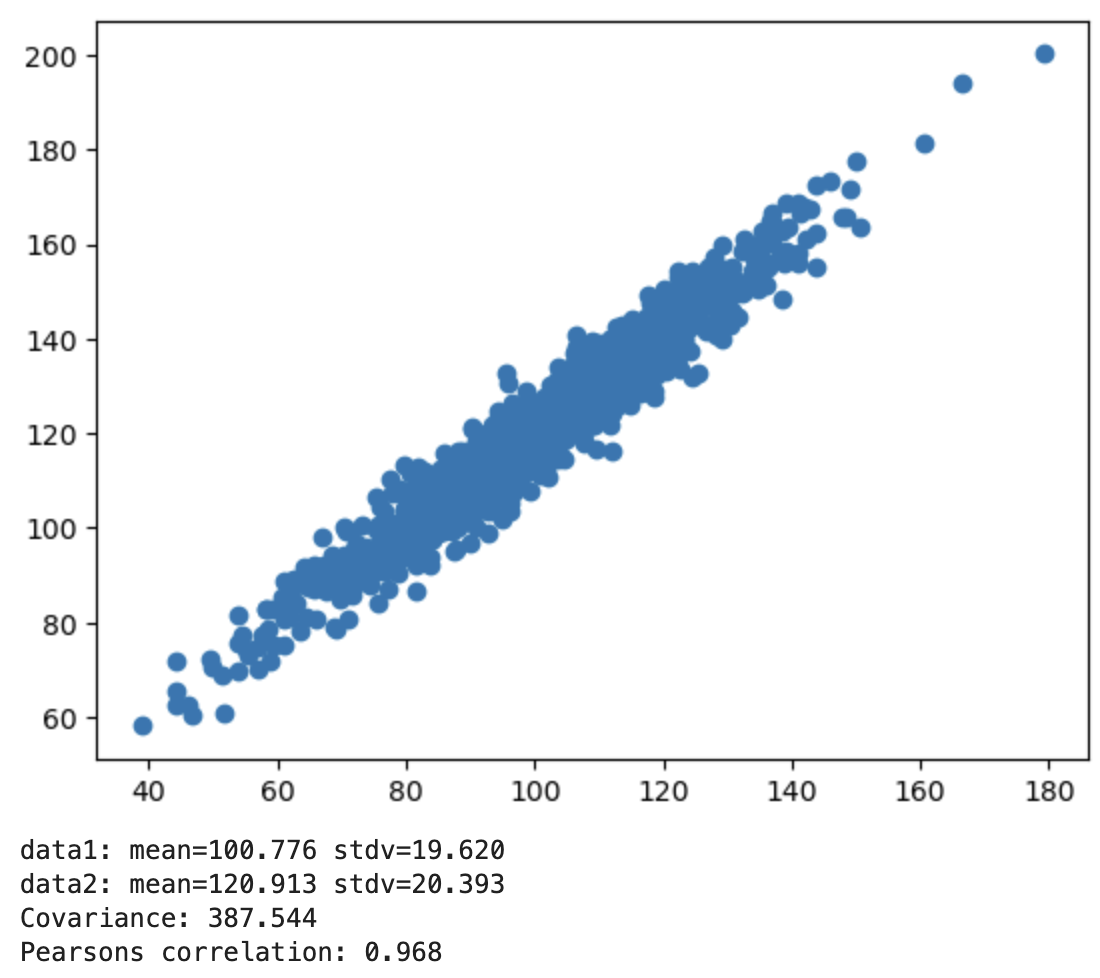 200
180
160
140
120
100
80
60
40 60 80 100 120 140 160 180
data1: mean=100.776 stdv=19.620
data2: mean=120.913 stdv=20.393
Covariance: 387.544
Pearsons correlation: 0.968